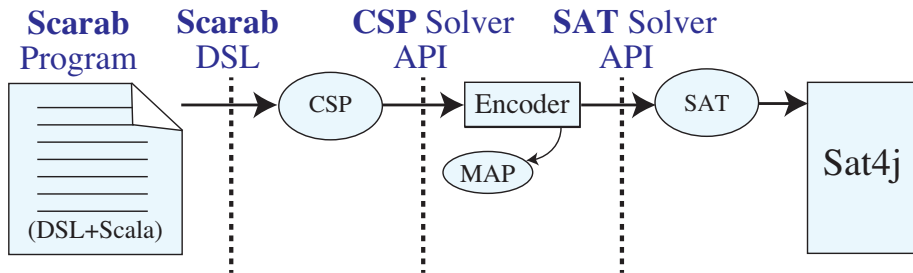 Scarab Scarab CSP Solver SAT Solver
Program DSL API API
CSP Encoder SAT
MAP Sat4j
(DSL+Scala)